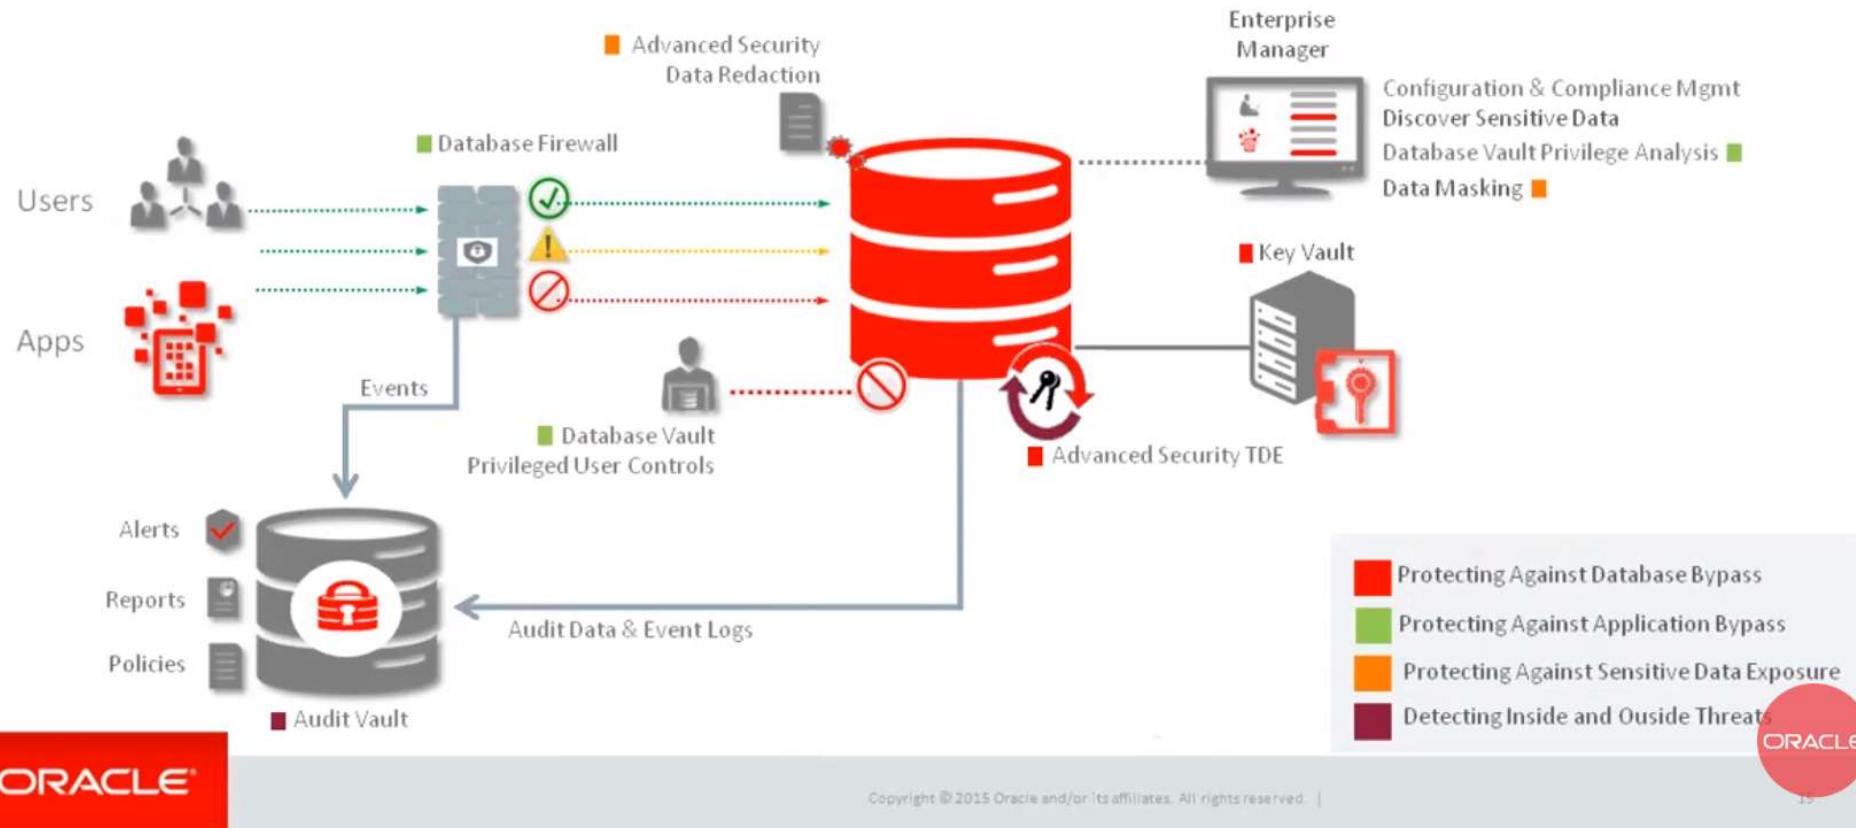 Enterprise
Manager
Advanced Security
Data Redaction
Configuration & Compliance Mgmt
Discover Sensitive Data
Database Vault Privilege Analysis
Data Masking
Database Firewall
Users
Key Vault
Apps
Events
Database Vault
Privileged User Controls
Advanced Security TDE
Alerts
Reports
Policies
Audit Data & Event Logs
Audit Vault
Protecting Against Database Bypass
Protecting Against Application Bypass
Protecting Against Sensitive Data Exposure
Detecting Inside and Ouside Threats
ORACLE
ORACLE®
Copyright © 2015 Oracle and/or its affiliates. All rights reserved. |
15